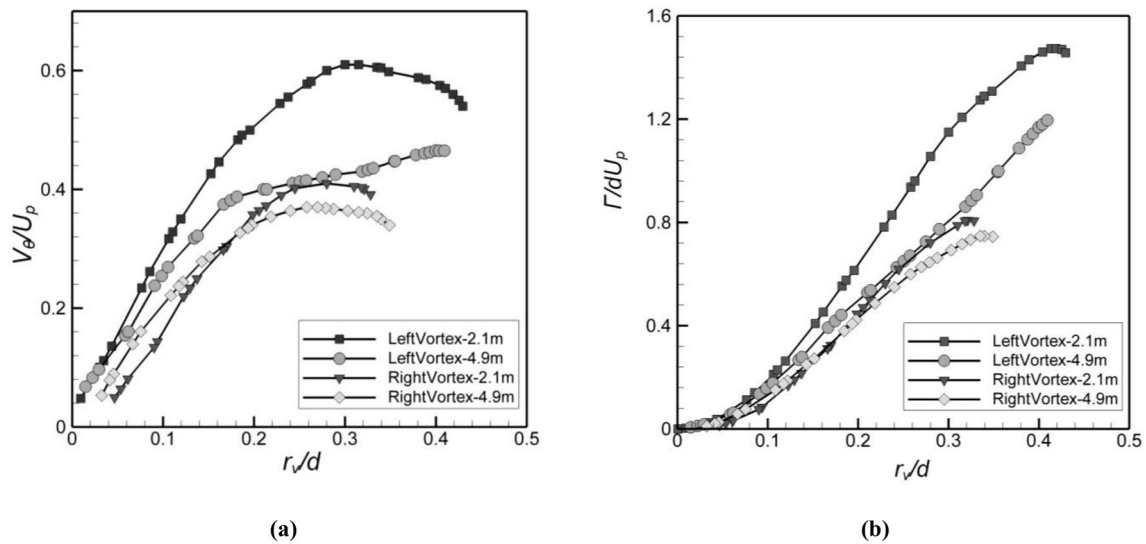 0.6
0.4
0.2
0
0 0.1 0.2 0.3 0.4 0.5
Vθ/Up
rv/d
LeftVortex-2.1m
LeftVortex-4.9m
RightVortex-2.1m
RightVortex-4.9m
(a)
1.6
1.2
0.8
0.4
0
0 0.1 0.2 0.3 0.4 0.5
Γ/dUp
rv/d
LeftVortex-2.1m
LeftVortex-4.9m
RightVortex-2.1m
RightVortex-4.9m
(b)